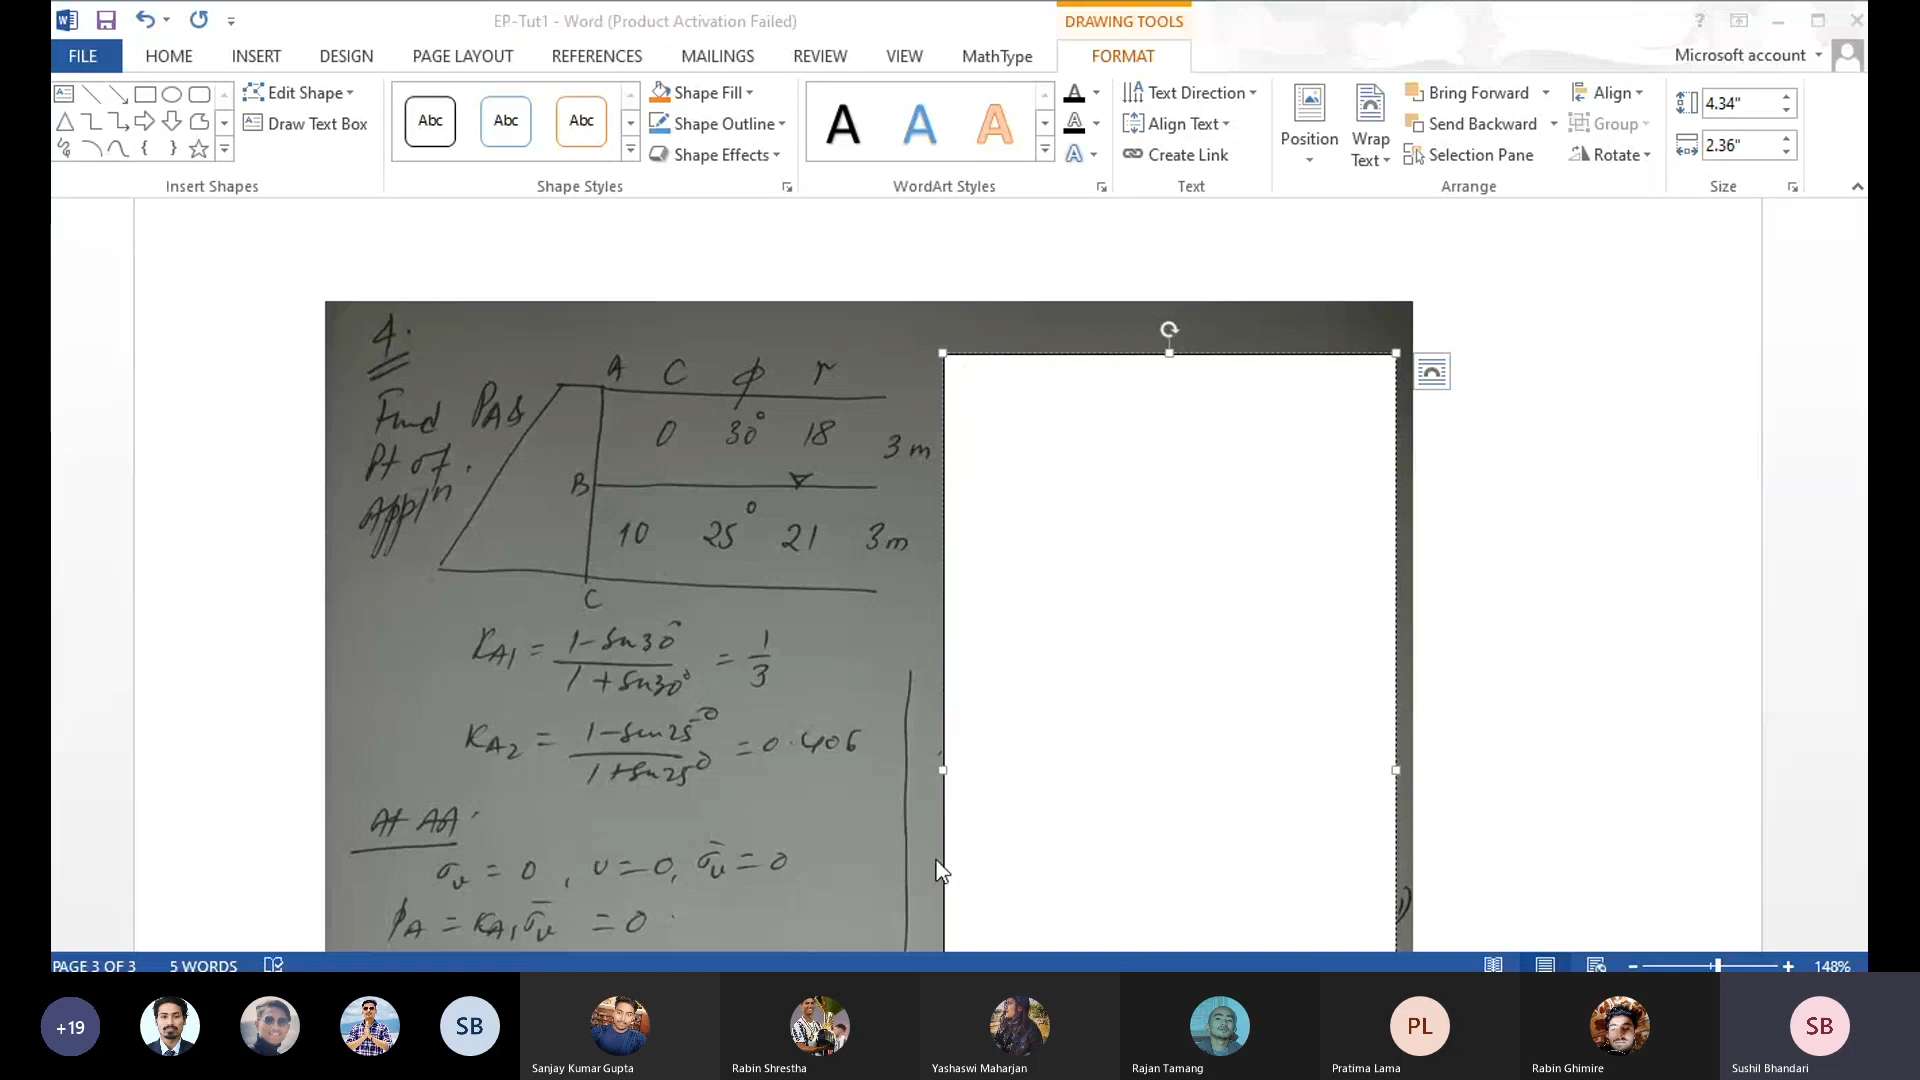 EP-Tut1 - Word (Product Activation Failed)
DRAWING TOOLS
?
FILE HOME INSERT DESIGN PAGE LAYOUT REFERENCES MAILINGS REVIEW VIEW MathType FORMAT
Microsoft account
Edit Shape
Draw Text Box
Insert Shapes
Abc Abc Abc
Shape Fill
Shape Outline
Shape Effects
Shape Styles
A A A
WordArt Styles
A
A
A
Text Direction
Align Text
Create Link
Text
Position
Wrap
Text
Bring Forward
Send Backward
Selection Pane
Align
Group
Rotate
Arrange
4.34"
2.36"
Size
4.
Find PA &
Pt of.
Appln
A C φ r
0 30° 18 3 m
B
10 25° 21 3m
C
KA1 = 1-Sin30° / 1+Sin30° = 1/3
KA2 = 1-Sin25° / 1+Sin25° = 0.406
At AA
σv = 0, u = 0, σ̄v = 0
pA = KA1 σ̄v = 0
PAGE 3 OF 3 5 WORDS
148%
+19
SB
PL
SB
Sanjay Kumar Gupta
Rabin Shrestha
Yashaswi Maharjan
Rajan Tamang
Pratima Lama
Rabin Ghimire
Sushil Bhandari